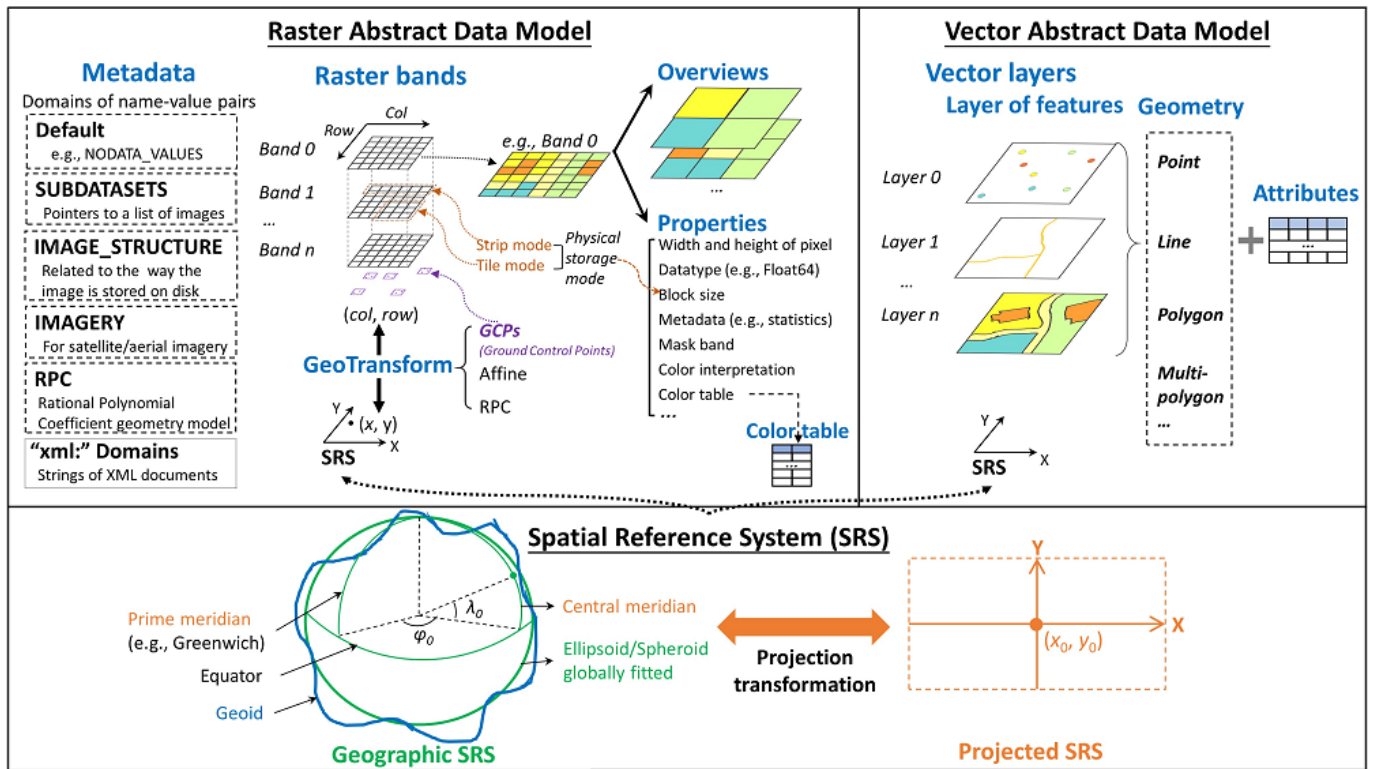 Raster Abstract Data Model
Metadata
Domains of name-value pairs
Default
e.g., NODATA_VALUES
SUBDATASETS
Pointers to a list of images
IMAGE_STRUCTURE
Related to the way the
image is stored on disk
IMAGERY
For satellite/aerial imagery
RPC
Rational Polynomial
Coefficient geometry model
“xml:” Domains
Strings of XML documents
Raster bands
Col
Row
Band 0
Band 1
...
Band n
e.g., Band 0
Strip mode
Tile mode
Physical
storage
mode
(col, row)
GeoTransform
GCPs
(Ground Control Points)
Affine
RPC
Y
(x, y)
X
SRS
Overviews
...
Properties
Width and height of pixel
Datatype (e.g., Float64)
Block size
Metadata (e.g., statistics)
Mask band
Color interpretation
Color table
...
Color table
...
Vector Abstract Data Model
Vector layers
Layer of features
Geometry
Layer 0
Layer 1
...
Layer n
Point
Line
Polygon
Multi-
polygon
...
+
Attributes
...
Y
X
SRS
Spatial Reference System (SRS)
Prime meridian
(e.g., Greenwich)
Equator
Geoid
λ0
φ0
Central meridian
Ellipsoid/Spheroid
globally fitted
Geographic SRS
Projection
transformation
Y
X
(x0, y0)
Projected SRS